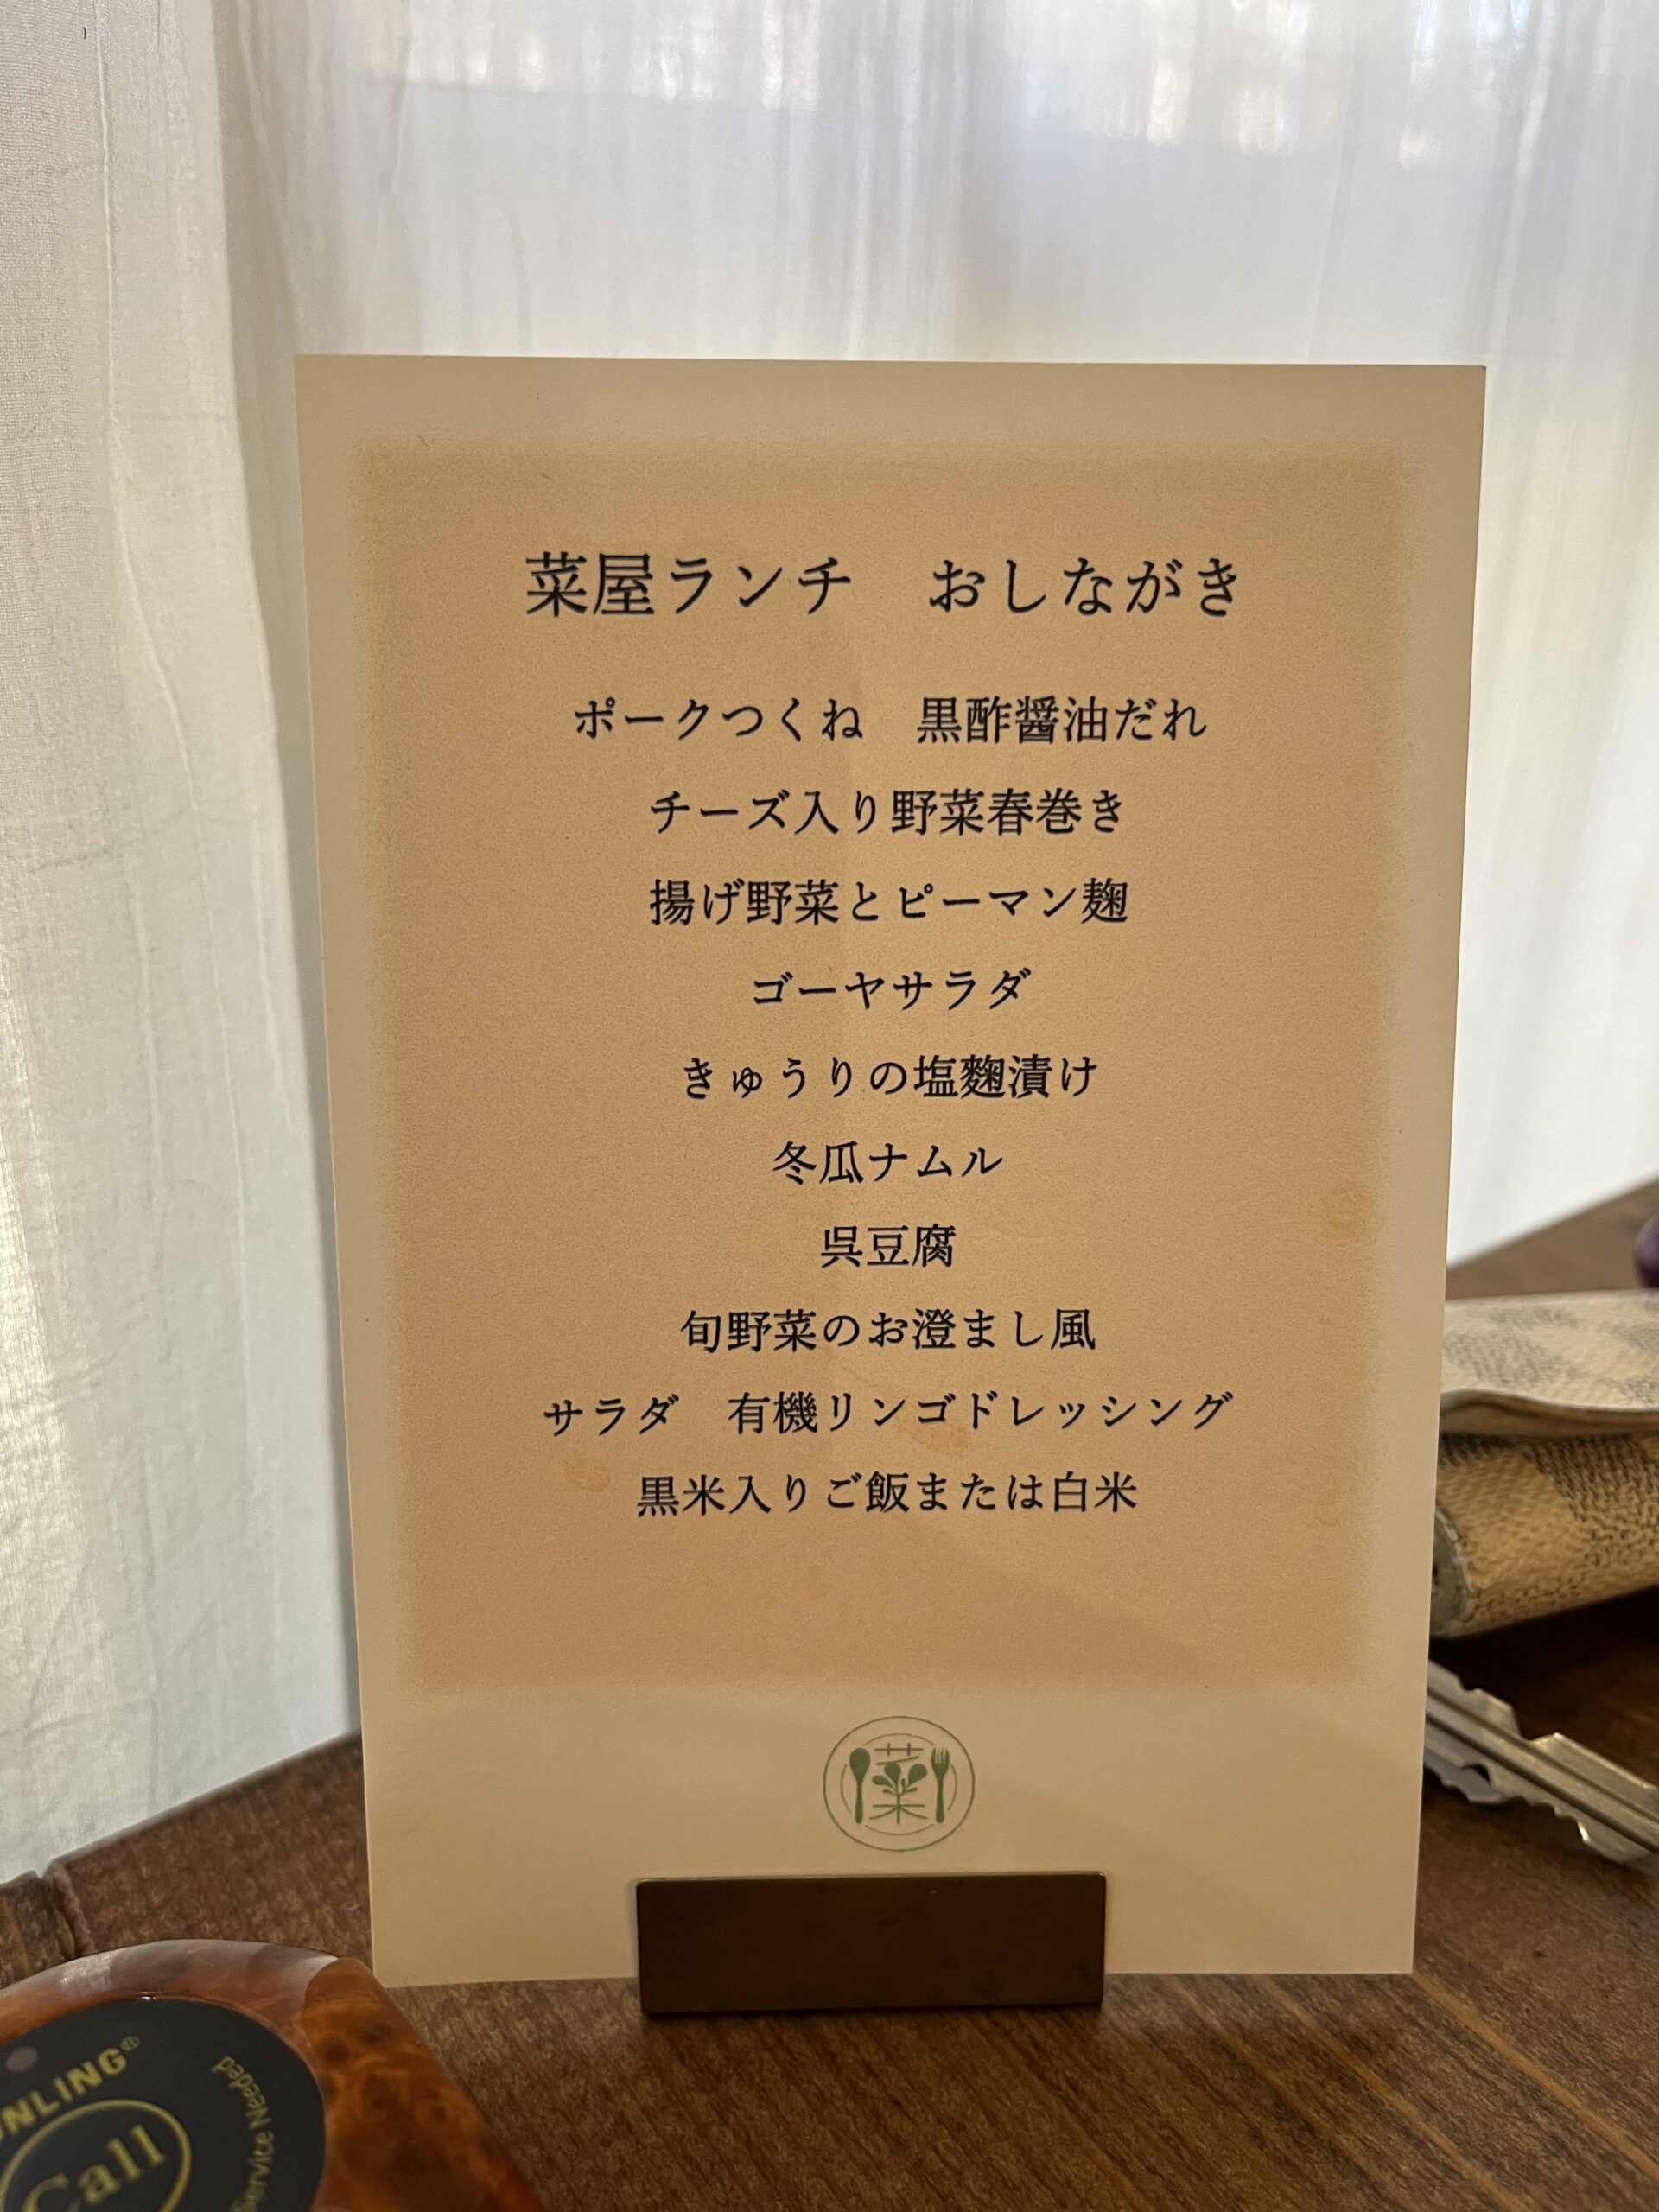 菜屋ランチ　おしながき
ポークつくね　黒酢醤油だれ
チーズ入り野菜春巻き
揚げ野菜とピーマン麹
ゴーヤサラダ
きゅうりの塩麴漬け
冬瓜ナムル
呉豆腐
旬野菜のお澄まし風
サラダ　有機リンゴドレッシング
黒米入りご飯または白米
菜
Call
Service Needed